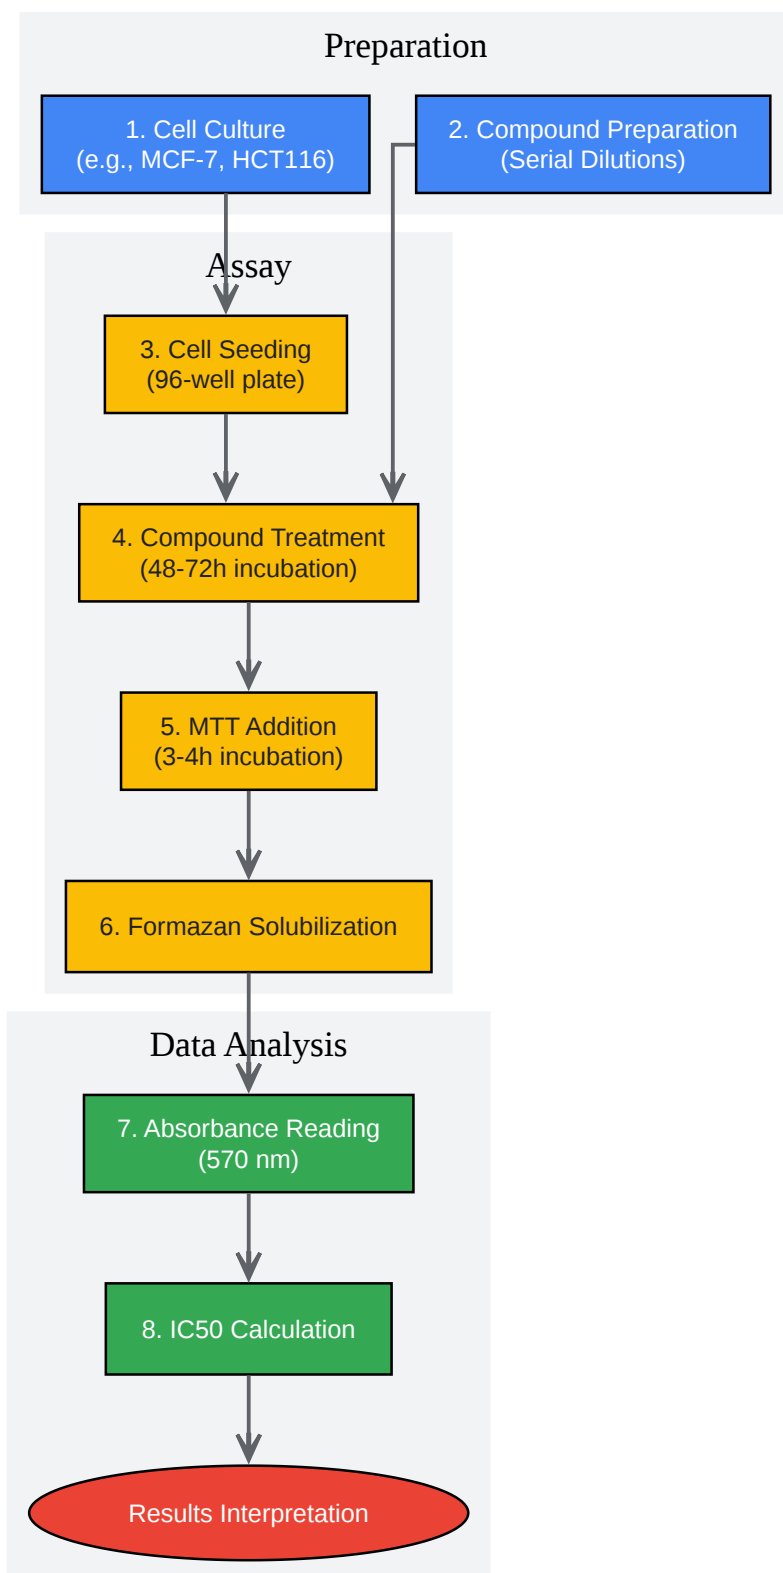 Preparation
1. Cell Culture
(e.g., MCF-7, HCT116)
2. Compound Preparation
(Serial Dilutions)
Assay
3. Cell Seeding
(96-well plate)
4. Compound Treatment
(48-72h incubation)
5. MTT Addition
(3-4h incubation)
6. Formazan Solubilization
Data Analysis
7. Absorbance Reading
(570 nm)
8. IC50 Calculation
Results Interpretation